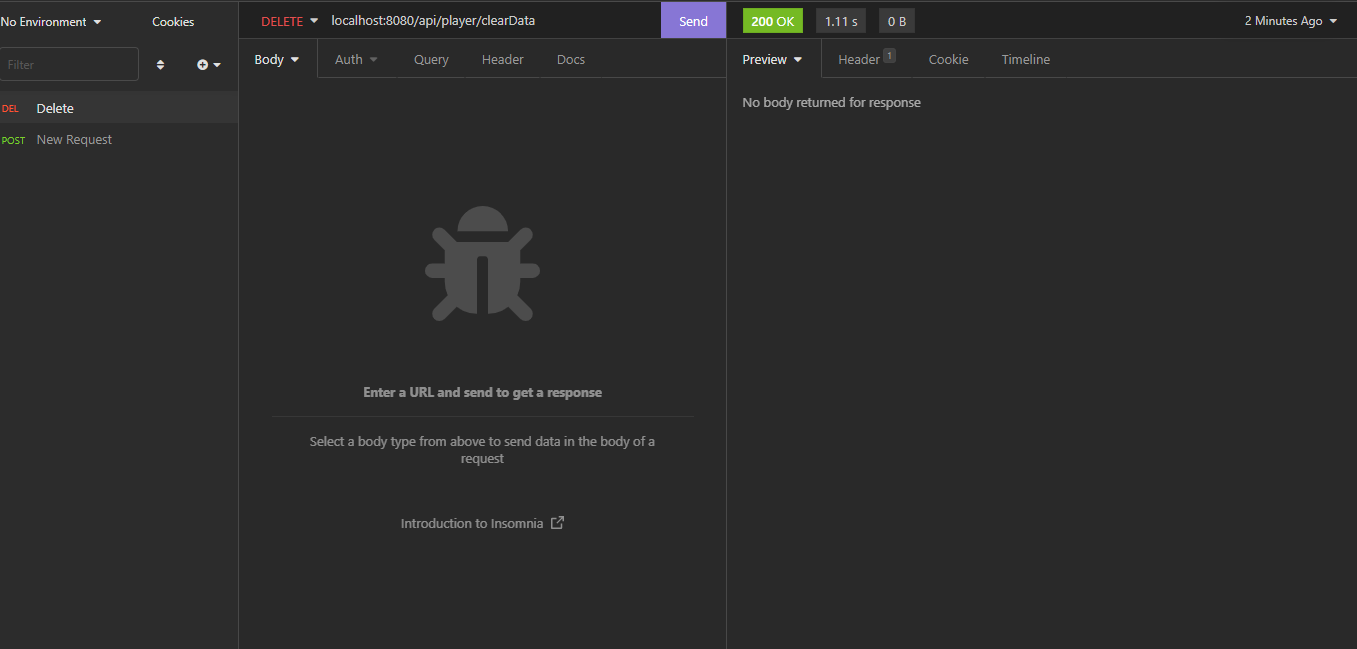 No Environment
Cookies
Filter
DEL Delete
POST New Request
DELETE localhost:8080/api/player/clearData Send
Body Auth Query Header Docs
Enter a URL and send to get a response
Select a body type from above to send data in the body of a
request
Introduction to Insomnia
200 OK 1.11 s 0 B 2 Minutes Ago
Preview Header 1 Cookie Timeline
No body returned for response